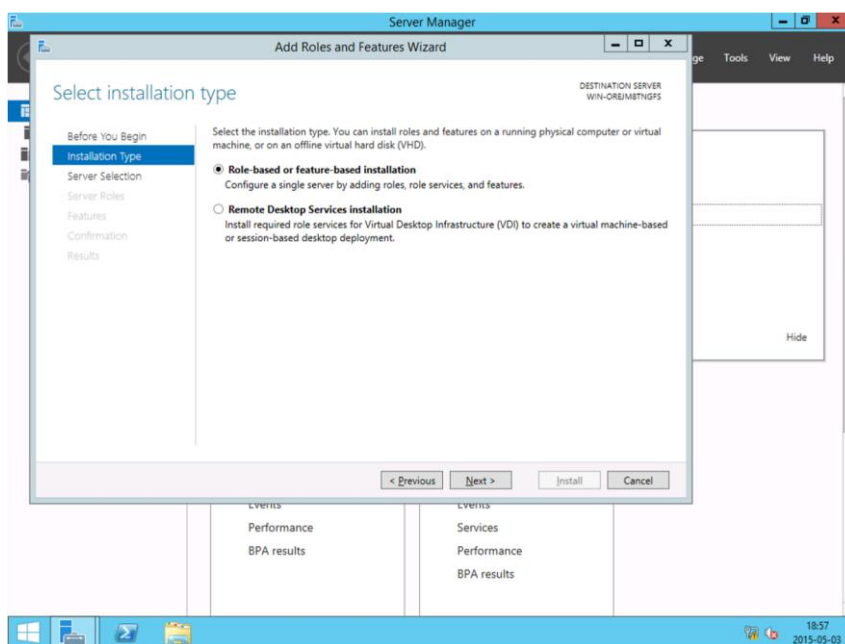 Server Manager
Add Roles and Features Wizard
ge Tools View Help
Select installation type
DESTINATION SERVER
WIN-OREJM8TNGFS
Before You Begin
Installation Type
Server Selection
Server Roles
Features
Confirmation
Results
Select the installation type. You can install roles and features on a running physical computer or virtual
machine, or on an offline virtual hard disk (VHD).
Role-based or feature-based installation
Configure a single server by adding roles, role services, and features.
Remote Desktop Services installation
Install required role services for Virtual Desktop Infrastructure (VDI) to create a virtual machine-based
or session-based desktop deployment.
Hide
< Previous
Next >
Install
Cancel
Events
Performance
BPA results
Events
Services
Performance
BPA results
18:57
2015-05-03